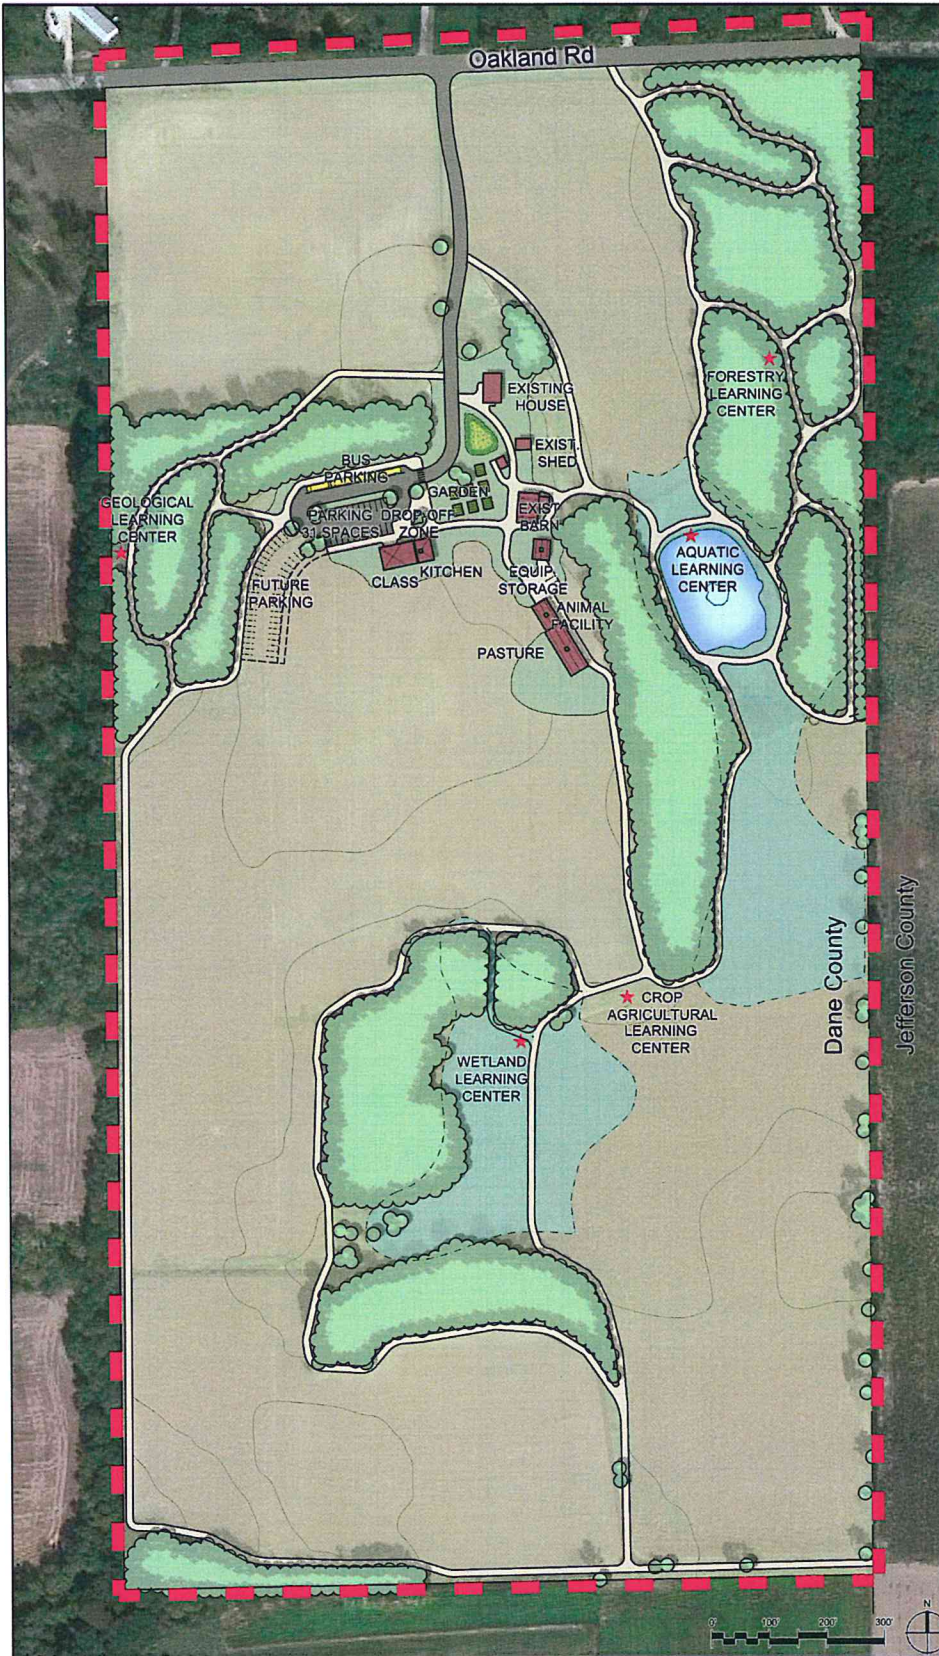 Oakland Rd
EXISTING
HOUSE
FORESTRY
LEARNING
CENTER
EXIST.
SHED
BUS
PARKING
GARDEN
GEOLOGICAL
LEARNING
CENTER
PARKING
31 SPACES
DROP-OFF
ZONE
EXIST.
BARN
AQUATIC
LEARNING
CENTER
CLASS
KITCHEN
EQUIP.
STORAGE
FUTURE
PARKING
ANIMAL
FACILITY
PASTURE
Dane County
Jefferson County
CROP
AGRICULTURAL
LEARNING
CENTER
WETLAND
LEARNING
CENTER
0' 100' 200' 300'
N